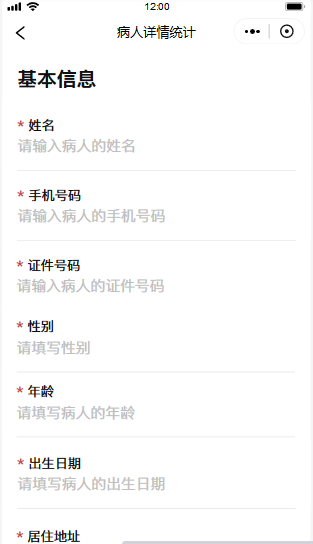 12:00
病人详情统计
基本信息
* 姓名
请输入病人的姓名
* 手机号码
请输入病人的手机号码
* 证件号码
请输入病人的证件号码
* 性别
请填写性别
* 年龄
请填写病人的年龄
* 出生日期
请填写病人的出生日期
* 居住地址